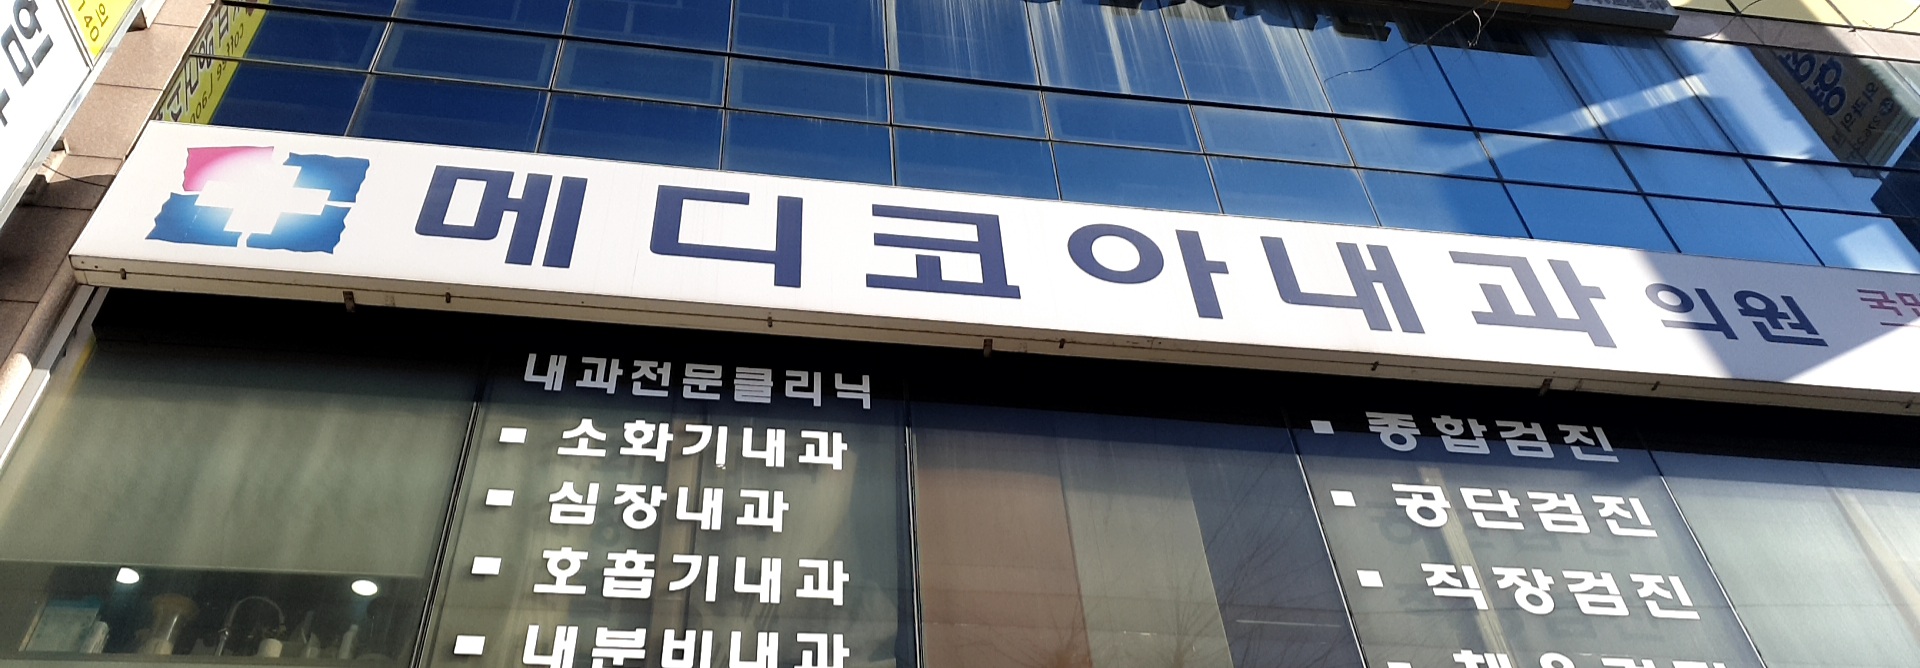 메디코아내과의원
내과전문클리닉
▪ 소화기내과
▪ 심장내과
▪ 호흡기내과
▪ 내분비내과
▪ 종합검진
▪ 공단검진
▪ 직장검진